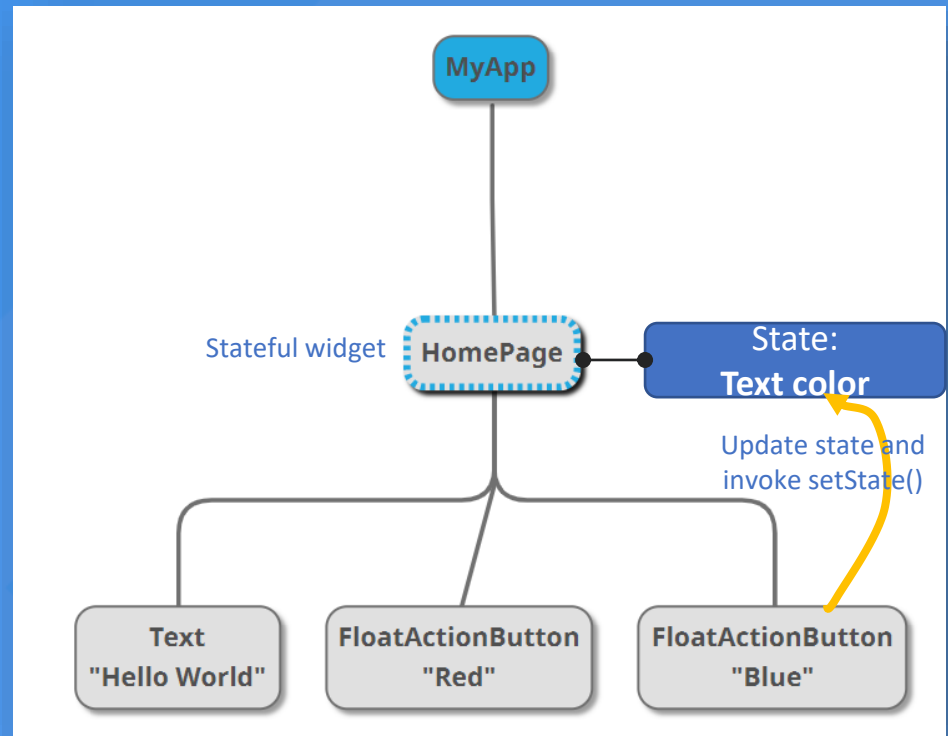 MyApp
Stateful widget
HomePage
State:
Text color
Update state and
invoke setState()
Text
"Hello World"
FloatActionButton
"Red"
FloatActionButton
"Blue"